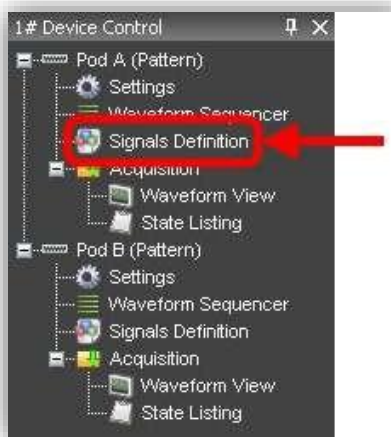 1# Device Control
Pod A (Pattern)
Settings
Waveform Sequencer
Signals Definition
Acquisition
Waveform View
State Listing
Pod B (Pattern)
Settings
Waveform Sequencer
Signals Definition
Acquisition
Waveform View
State Listing